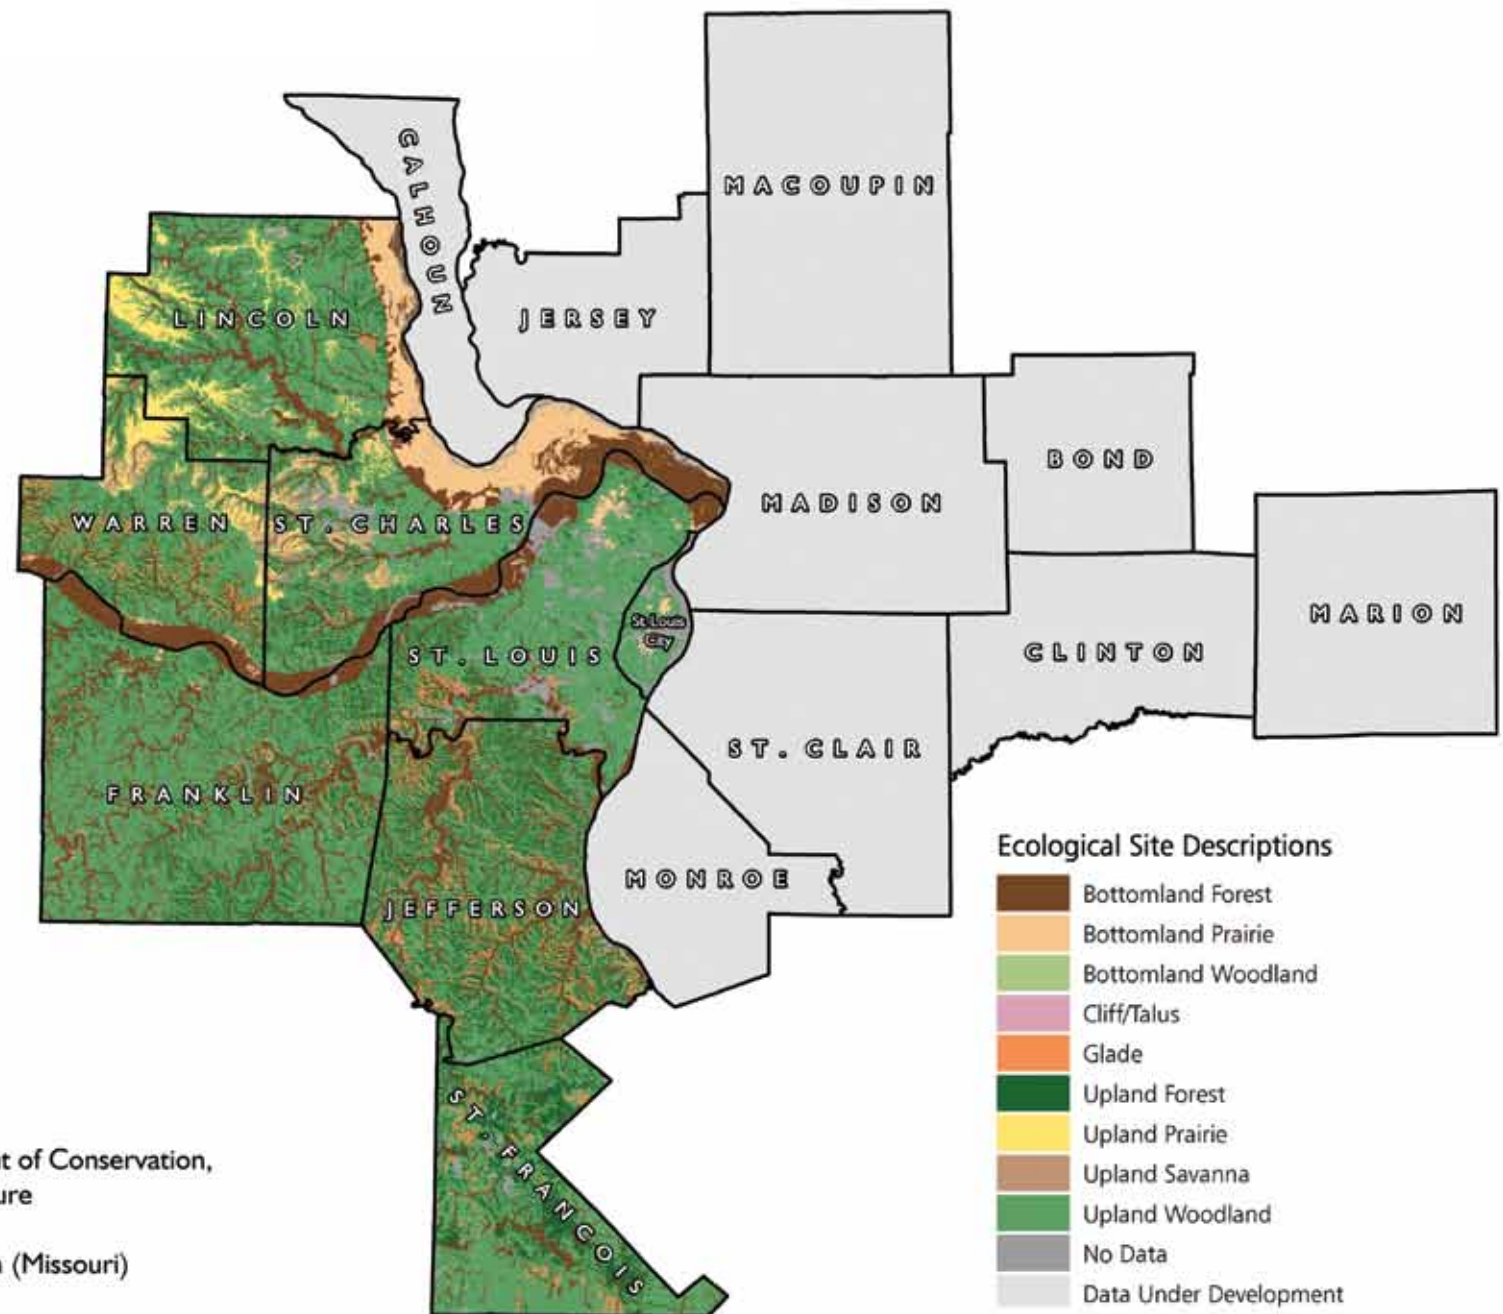 CALHOUN
MACOUPIN
LINCOLN
JERSEY
BOND
WARREN
ST. CHARLES
MADISON
MARION
St Louis
City
ST. LOUIS
CLINTON
ST. CLAIR
FRANKLIN
MONROE
JEFFERSON
ST. FRANCOIS
Ecological Site Descriptions
Bottomland Forest
Bottomland Prairie
Bottomland Woodland
Cliff/Talus
Glade
Upland Forest
Upland Prairie
Upland Savanna
Upland Woodland
No Data
Data Under Development
of Conservation,
(Missouri)